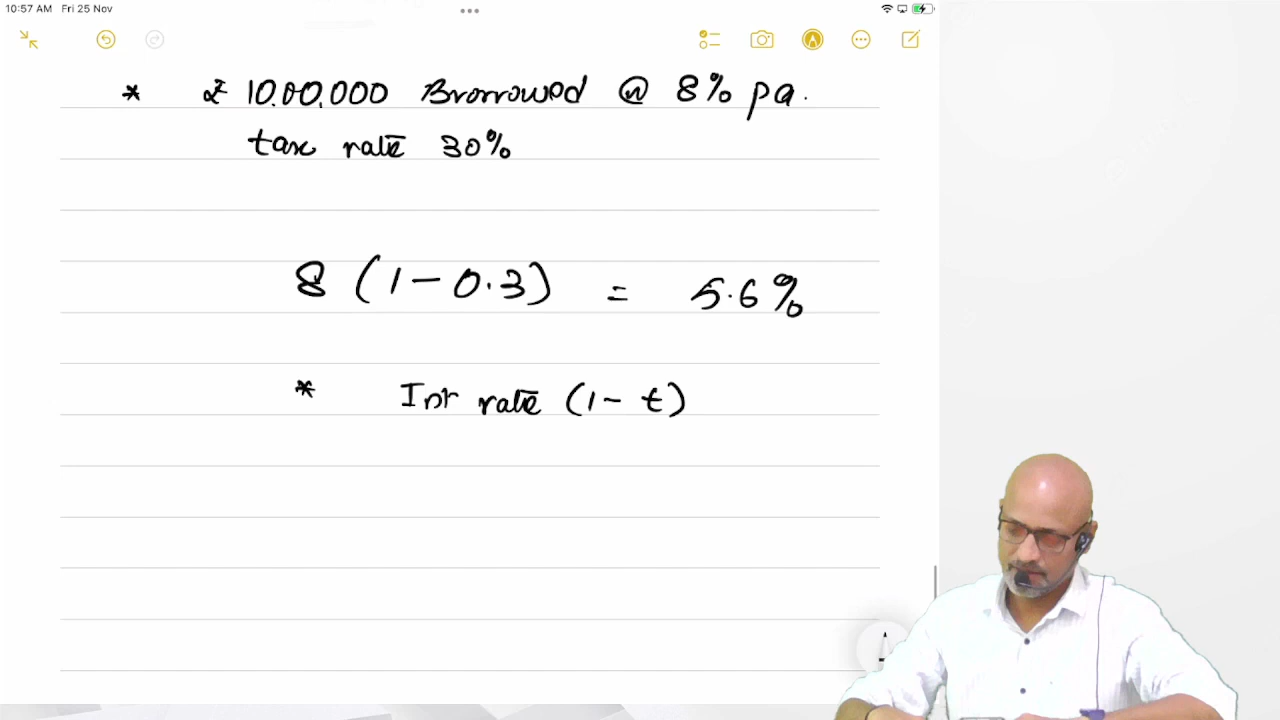 10:57 AM Fri 25 Nov
* ₹ 10,00,000 Borrowed @ 8% pa.
tax rate 30%
8 (1 - 0.3) = 5.6%
* Int rate (1 - t)